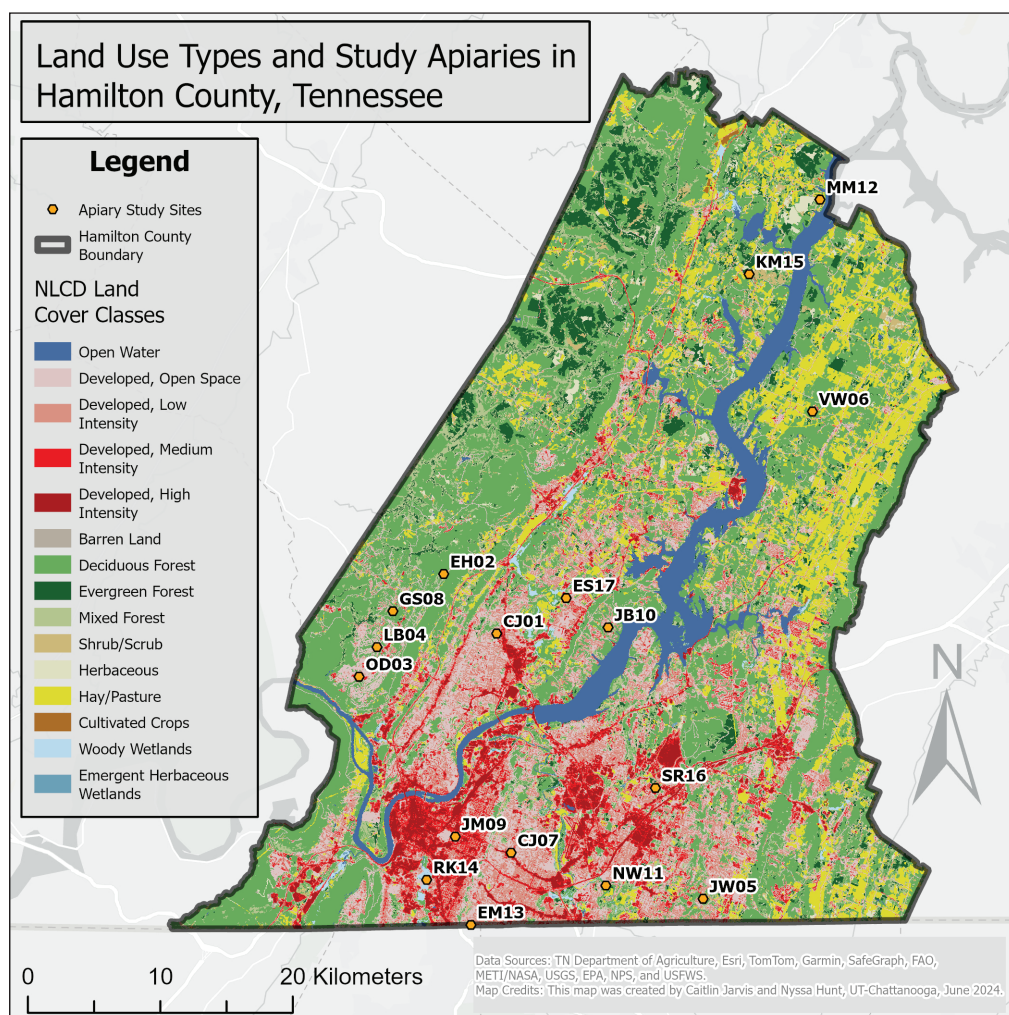 Land Use Types and Study Apiaries in
Hamilton County, Tennessee
Legend
Apiary Study Sites
Hamilton County
Boundary
NLCD Land
Cover Classes
Open Water
Developed, Open Space
Developed, Low
Intensity
Developed, Medium
Intensity
Developed, High
Intensity
Barren Land
Deciduous Forest
Evergreen Forest
Mixed Forest
Shrub/Scrub
Herbaceous
Hay/Pasture
Cultivated Crops
Woody Wetlands
Emergent Herbaceous
Wetlands
MM12
KM15
VW06
EH02
ES17
GS08
JB10
CJ01
LB04
OD03
N
SR16
JM09
CJ07
RK14
NW11
JW05
EM13
0 10 20 Kilometers
Data Sources: TN Department of Agriculture, Esri, TomTom, Garmin, SafeGraph, FAO,
METI/NASA, USGS, EPA, NPS, and USFWS.
Map Credits: This map was created by Caitlin Jarvis and Nyssa Hunt, UT-Chattanooga, June 2024.